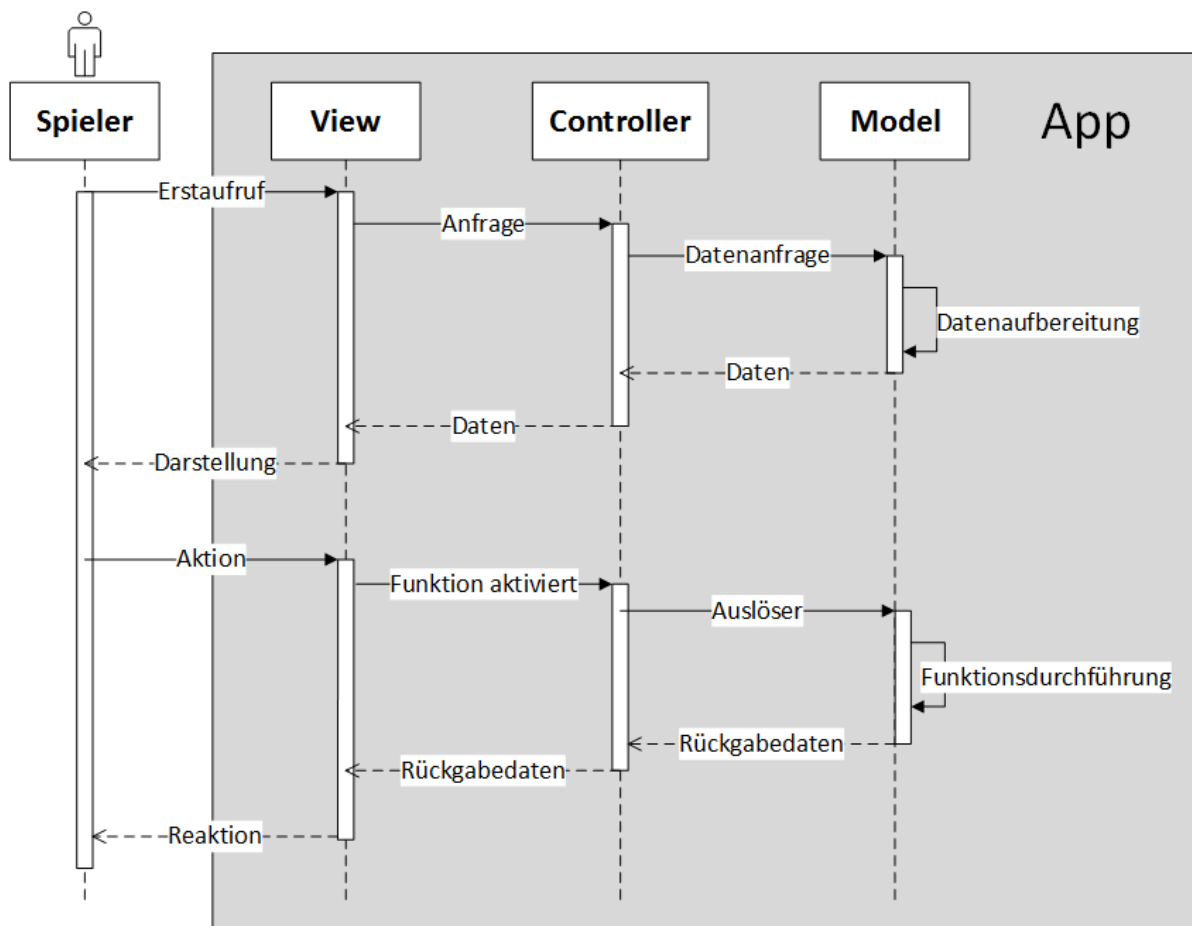 Spieler
View
Controller
Model
App
Erstaufruf
Anfrage
Datenanfrage
Datenaufbereitung
Daten
Daten
Darstellung
Aktion
Funktion aktiviert
Auslöser
Funktionsdurchführung
Rückgabedaten
Rückgabedaten
Reaktion